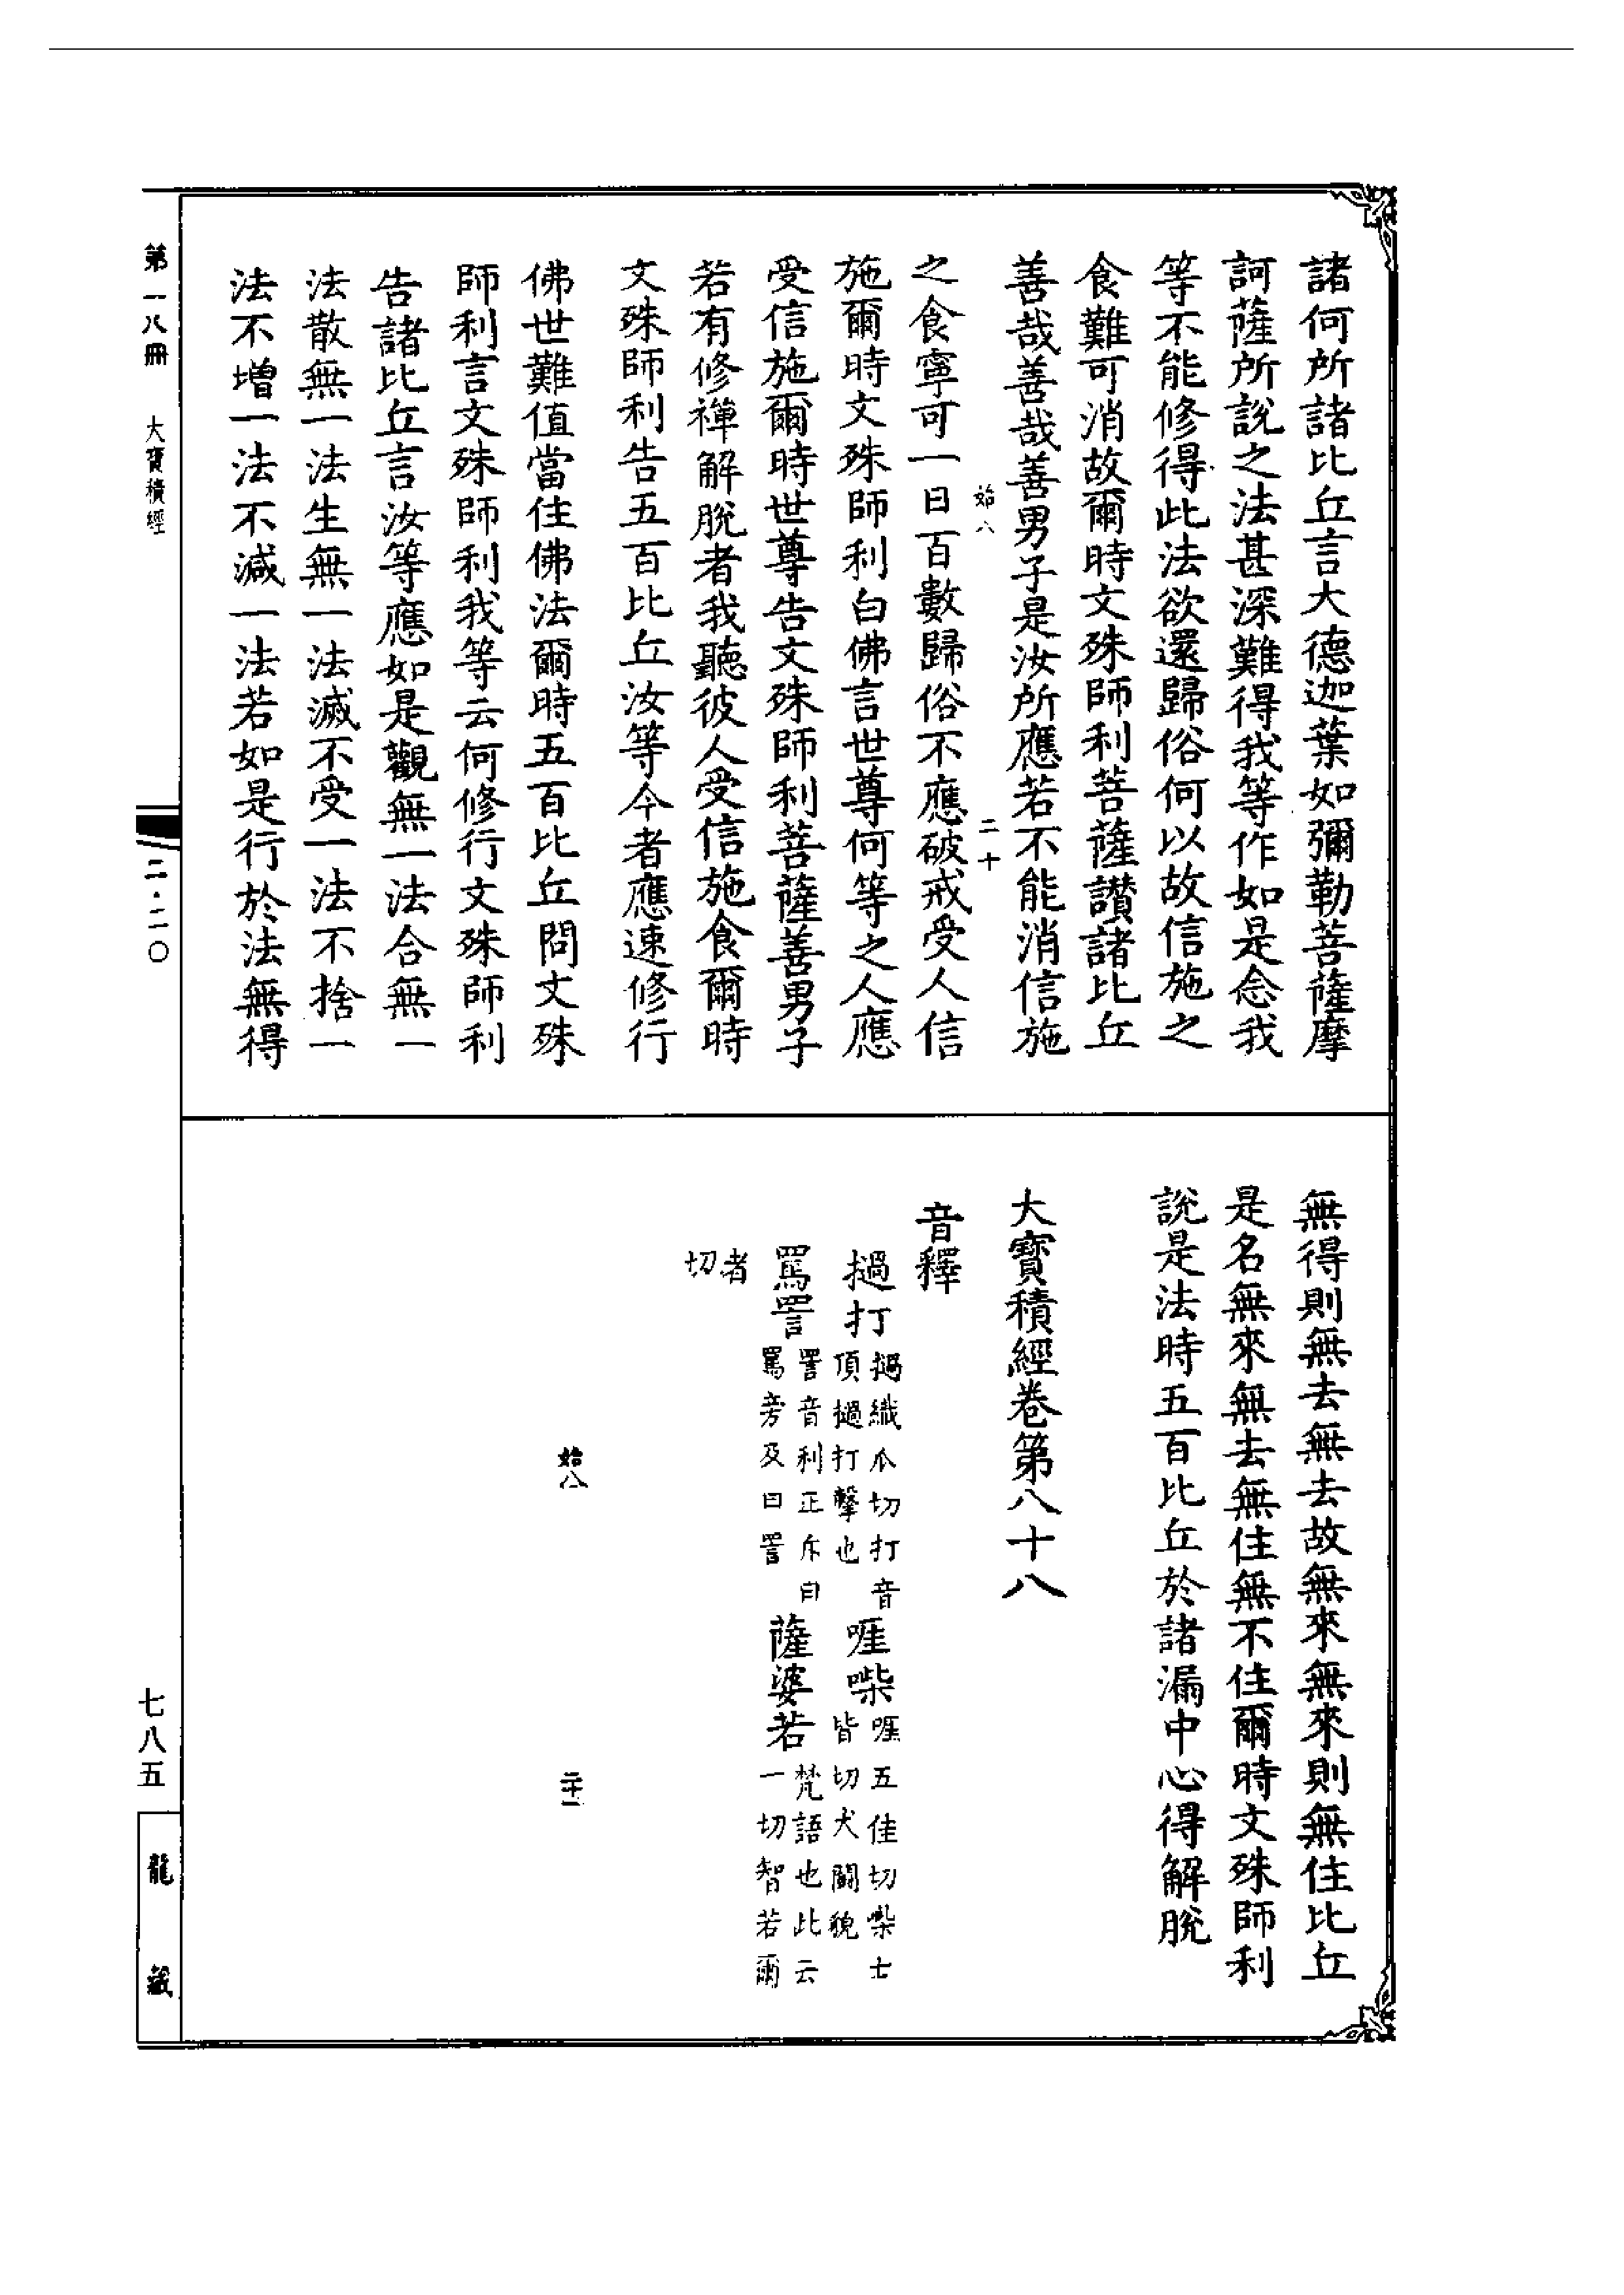 諸何所諸比丘言大德迦葉如彌勒菩薩摩
訶薩所說之法甚深難得我等作如是念我
等不能修得此法欲還歸俗何以故信施之
食難可消故爾時文殊師利菩薩讚諸比丘
善哉善哉善男子是汝所應若不能消信施
始八
二十
之食寧可一日百數歸俗不應破戒受人信
施爾時文殊師利白佛言世尊何等之人應
受信施爾時世尊告文殊師利菩薩善男子
若有修禪解脫者我聽彼人受信施食爾時
文殊師利告五百比丘汝等今者應速修行
佛世難值當住佛法爾時五百比丘問文殊
師利言文殊師利我等云何修行文殊師利
告諸比丘言汝等應如是觀無一法合無一
法散無一法生無一法滅不受一法不捨一
法不增一法不減一法若如是行於法無得
無得則無去無去故無來無來則無住比丘
是名無來無去無住無不住爾時文殊師利
說是法時五百比丘於諸漏中心得解脫
大寶積經卷第八十八
音釋
撾打
撾織瓜切打音
頂撾打擊也
啀喍
啀五佳切喍士
皆切犬鬬貌
罵詈
詈音利正斥曰
罵旁及曰詈
薩婆若
梵語也此云
一切智若爾
者
切
始八
二十一
第一八冊
大寶積經
二·二〇
七八五
龍藏